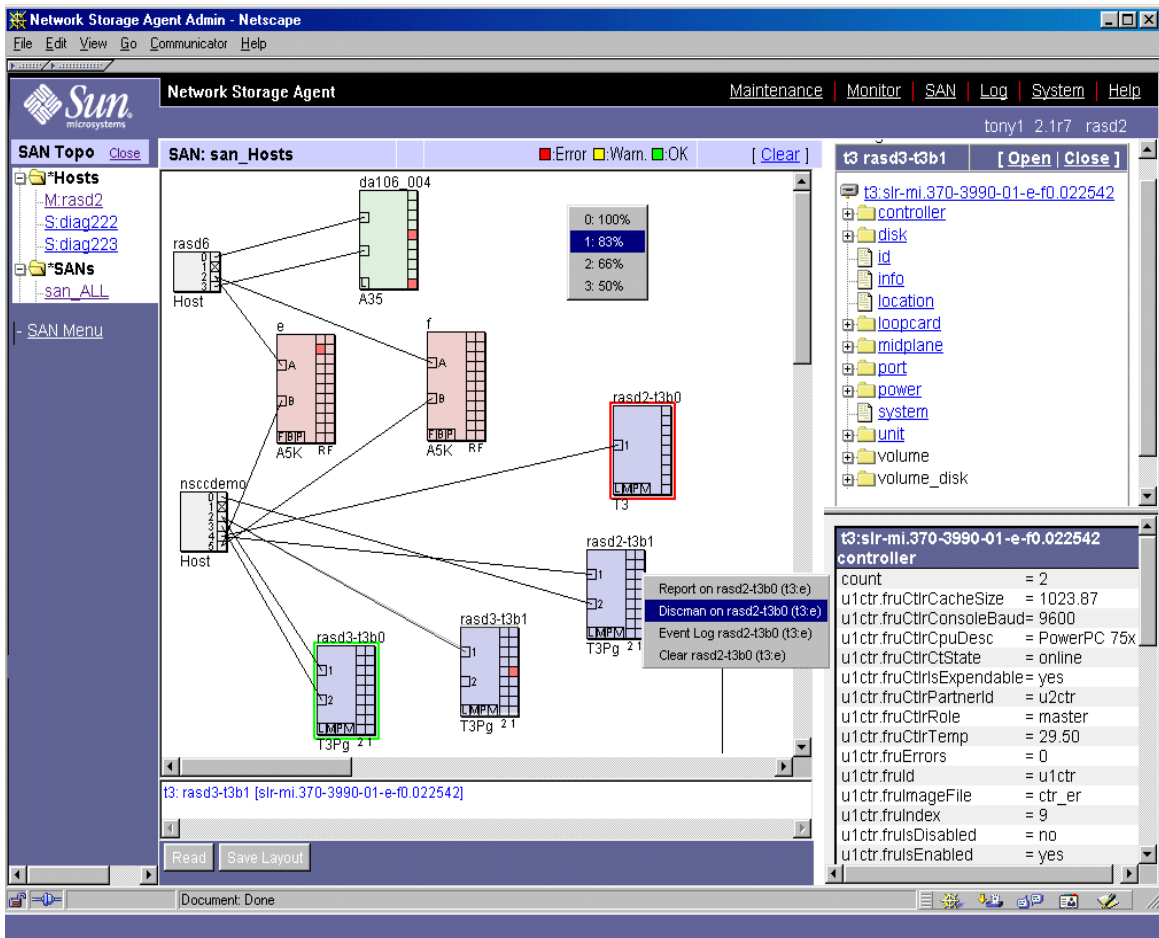 Network Storage Agent Admin - Netscape
File Edit View Go Communicator Help
Sun
microsystems
Network Storage Agent
Maintenance Monitor SAN Log System Help
tony1 2.1r7 rasd2
SAN Topo Close
*Hosts
M:rasd2
S:diag222
S:diag223
*SANs
san_ALL
- SAN Menu
SAN: san_Hosts
:Error :Warn. :OK
[ Clear ]
da106_004
A35
0: 100%
1: 83%
2: 66%
3: 50%
rasd6
0
1
2
3
Host
e
A
B
F B P
A5K RF
f
A
B
F B P
A5K RF
rasd2-t3b0
1
L M P M
T3
nsccdemo
0
1
2
3
4
5
Host
rasd2-t3b1
1
2
L M P M
T3Pg 2 1
Report on rasd2-t3b0 (t3:e)
Discman on rasd2-t3b0 (t3:e)
Event Log rasd2-t3b0 (t3:e)
Clear rasd2-t3b0 (t3:e)
rasd3-t3b1
1
2
L M P M
T3Pg 2 1
rasd3-t3b0
1
2
L M P M
T3Pg 2 1
t3: rasd3-t3b1 [slr-mi.370-3990-01-e-f0.022542]
Read Save Layout
t3 rasd3-t3b1 [ Open | Close ]
t3:slr-mi.370-3990-01-e-f0.022542
controller
disk
id
info
location
loopcard
midplane
port
power
system
unit
volume
volume_disk
t3:slr-mi.370-3990-01-e-f0.022542
controller
count = 2
u1ctr.fruCtlrCacheSize = 1023.87
u1ctr.fruCtlrConsoleBaud= 9600
u1ctr.fruCtlrCpuDesc = PowerPC 75x
u1ctr.fruCtlrCtState = online
u1ctr.fruCtlrIsExpendable= yes
u1ctr.fruCtlrPartnerId = u2ctr
u1ctr.fruCtlrRole = master
u1ctr.fruCtlrTemp = 29.50
u1ctr.fruErrors = 0
u1ctr.fruId = u1ctr
u1ctr.fruImageFile = ctr_er
u1ctr.fruIndex = 9
u1ctr.fruIsDisabled = no
u1ctr.fruIsEnabled = yes
Document: Done